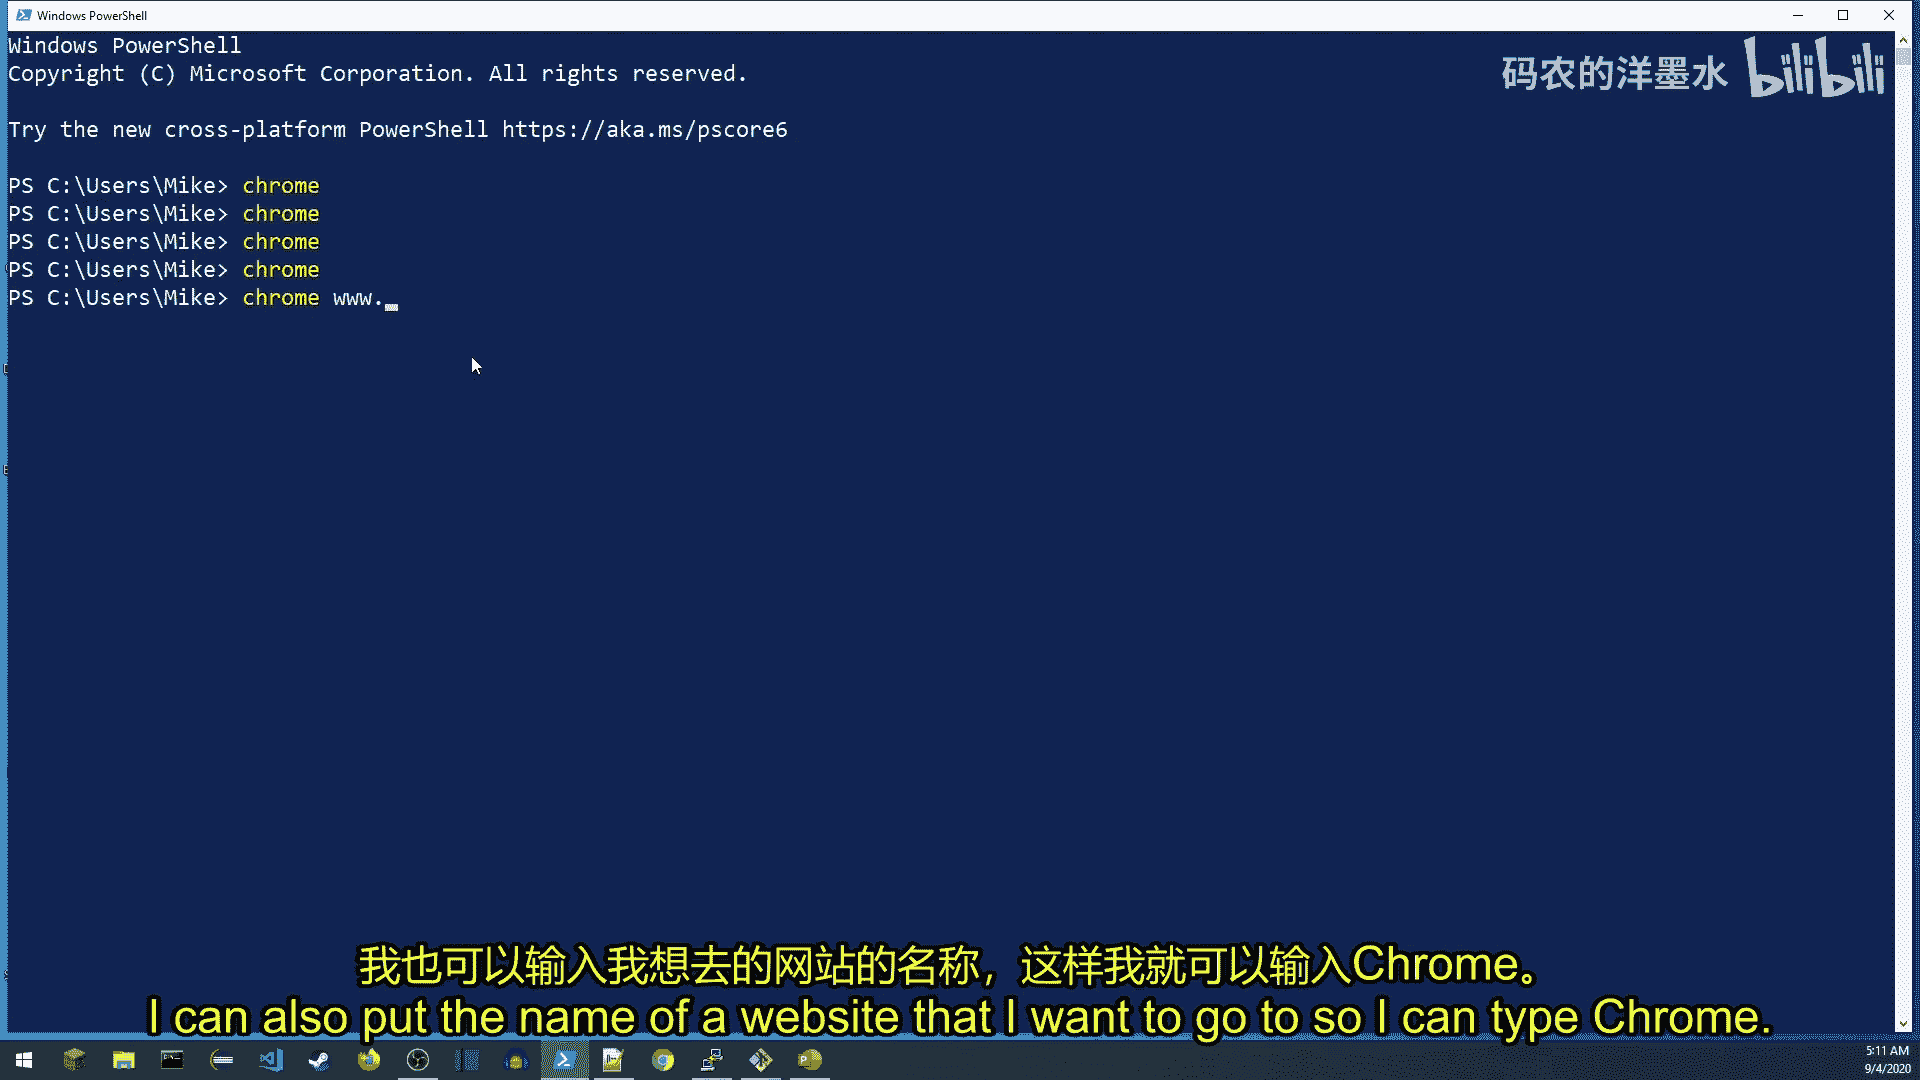 Windows PowerShell
Windows PowerShell
Copyright (C) Microsoft Corporation. All rights reserved.
码农的洋墨水 bilibili
Try the new cross-platform PowerShell https://aka.ms/pscore6
PS C:\Users\Mike> chrome
PS C:\Users\Mike> chrome
PS C:\Users\Mike> chrome
PS C:\Users\Mike> chrome
PS C:\Users\Mike> chrome www.
我也可以输入我想去的网站的名称，这样我就可以输入Chrome。
I can also put the name of a website that I want to go to so I can type Chrome.
5:11 AM
9/4/2020